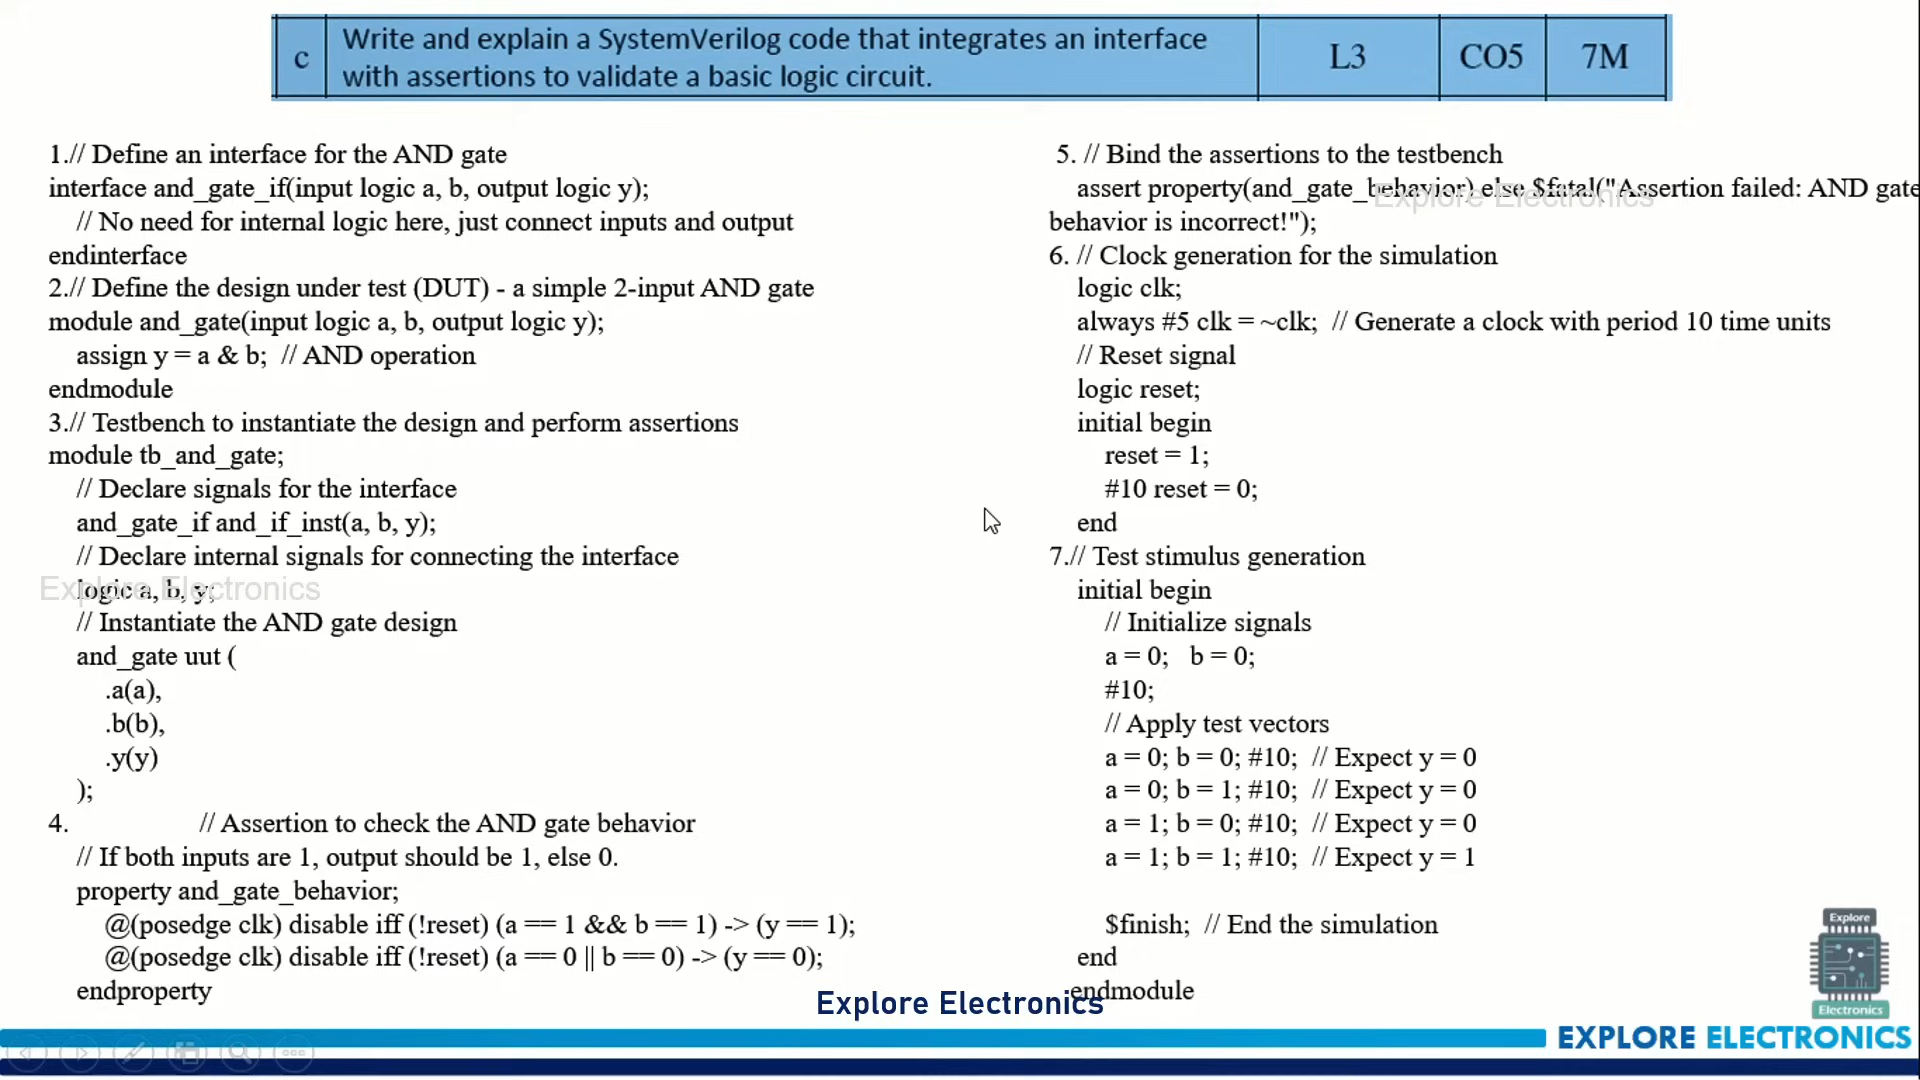 c
Write and explain a SystemVerilog code that integrates an interface
with assertions to validate a basic logic circuit.
L3
CO5
7M
1.// Define an interface for the AND gate
interface and_gate_if(input logic a, b, output logic y);
// No need for internal logic here, just connect inputs and output
endinterface
2.// Define the design under test (DUT) - a simple 2-input AND gate
module and_gate(input logic a, b, output logic y);
assign y = a & b; // AND operation
endmodule
3.// Testbench to instantiate the design and perform assertions
module tb_and_gate;
// Declare signals for the interface
and_gate_if and_if_inst(a, b, y);
// Declare internal signals for connecting the interface
logic a, b, y;
Explore Electronics
// Instantiate the AND gate design
and_gate uut (
.a(a),
.b(b),
.y(y)
);
4. // Assertion to check the AND gate behavior
// If both inputs are 1, output should be 1, else 0.
property and_gate_behavior;
@(posedge clk) disable iff (!reset) (a == 1 && b == 1) -> (y == 1);
@(posedge clk) disable iff (!reset) (a == 0 || b == 0) -> (y == 0);
endproperty
5. // Bind the assertions to the testbench
assert property(and_gate_behavior) else $fatal("Assertion failed: AND gate
Explore Electronics
behavior is incorrect!");
6. // Clock generation for the simulation
logic clk;
always #5 clk = ~clk; // Generate a clock with period 10 time units
// Reset signal
logic reset;
initial begin
reset = 1;
#10 reset = 0;
end
7.// Test stimulus generation
initial begin
// Initialize signals
a = 0; b = 0;
#10;
// Apply test vectors
a = 0; b = 0; #10; // Expect y = 0
a = 0; b = 1; #10; // Expect y = 0
a = 1; b = 0; #10; // Expect y = 0
a = 1; b = 1; #10; // Expect y = 1
$finish; // End the simulation
end
endmodule
Explore Electronics
Explore
Electronics
EXPLORE ELECTRONICS